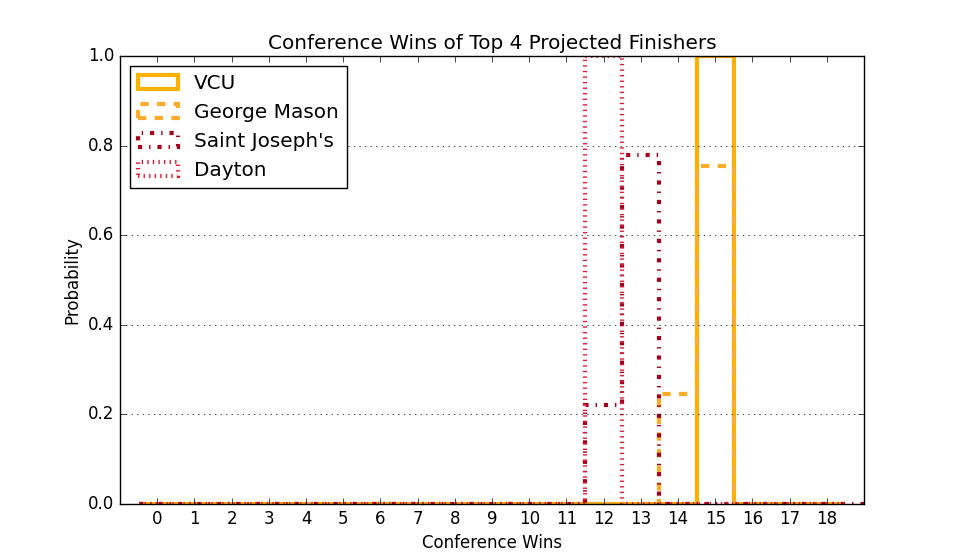 Conference Wins of Top 4 Projected Finishers
1.0
0.8
0.6
0.4
0.2
0.0
Probability
VCU
George Mason
Saint Joseph's
Dayton
0 1 2 3 4 5 6 7 8 9 10 11 12 13 14 15 16 17 18
Conference Wins